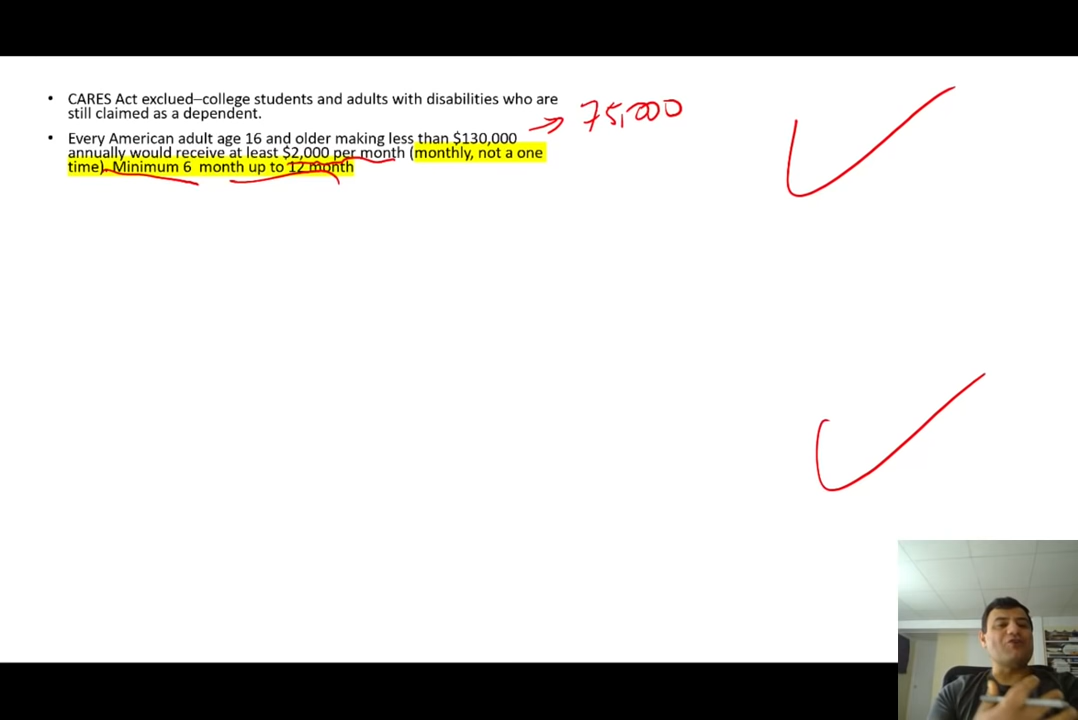 • CARES Act exclued–college students and adults with disabilities who are
still claimed as a dependent.
• Every American adult age 16 and older making less than $130,000
annually would receive at least $2,000 per month (monthly, not a one
time). Minimum 6 month up to 12 month
75,000